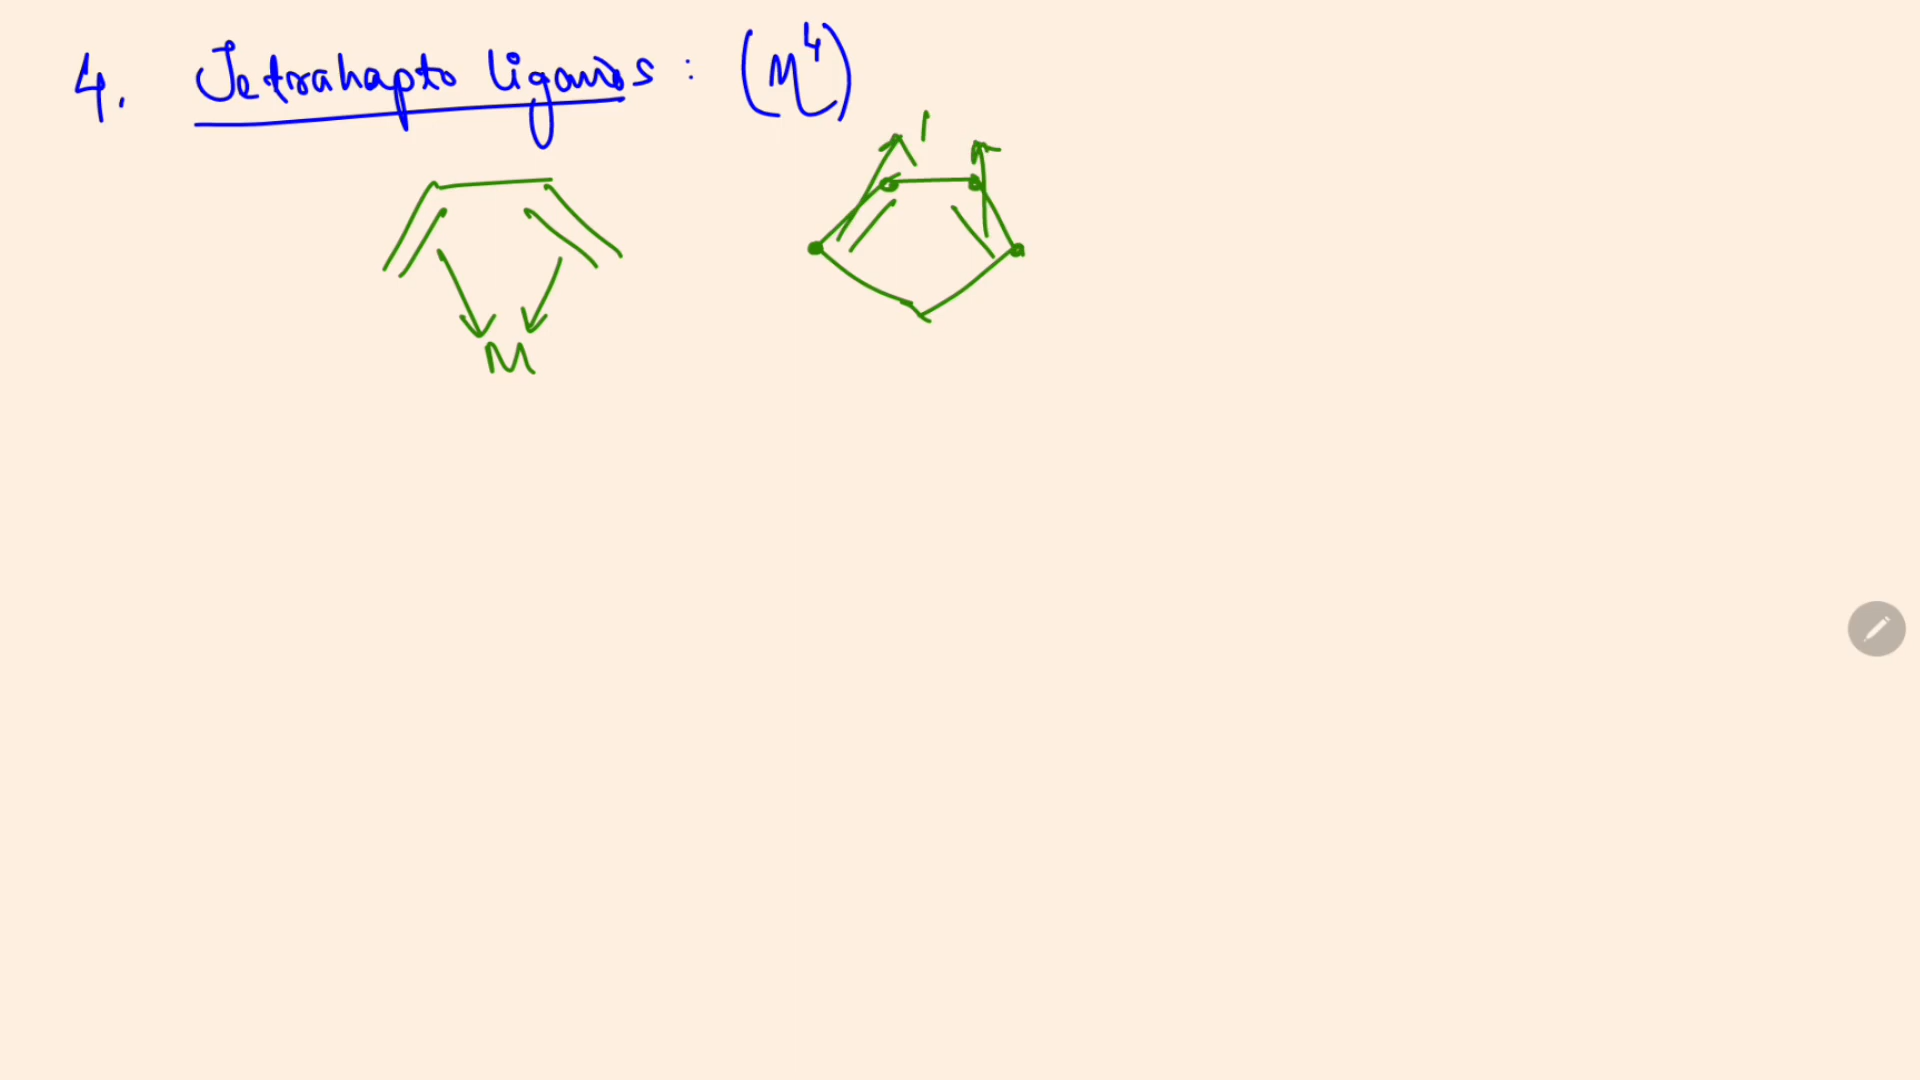 4. Tetrahapto ligands : (η⁴)
M